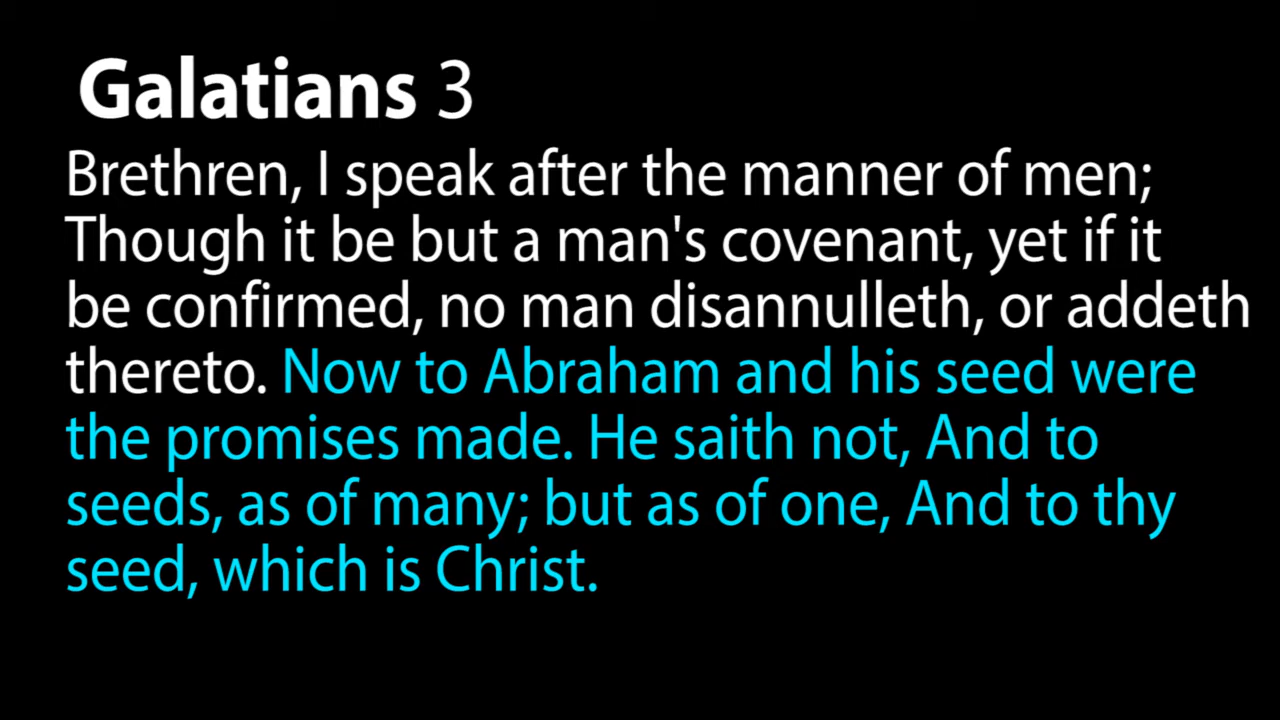 Galatians 3
Brethren, I speak after the manner of men;
Though it be but a man's covenant, yet if it
be confirmed, no man disannulleth, or addeth
thereto. Now to Abraham and his seed were
the promises made. He saith not, And to
seeds, as of many; but as of one, And to thy
seed, which is Christ.